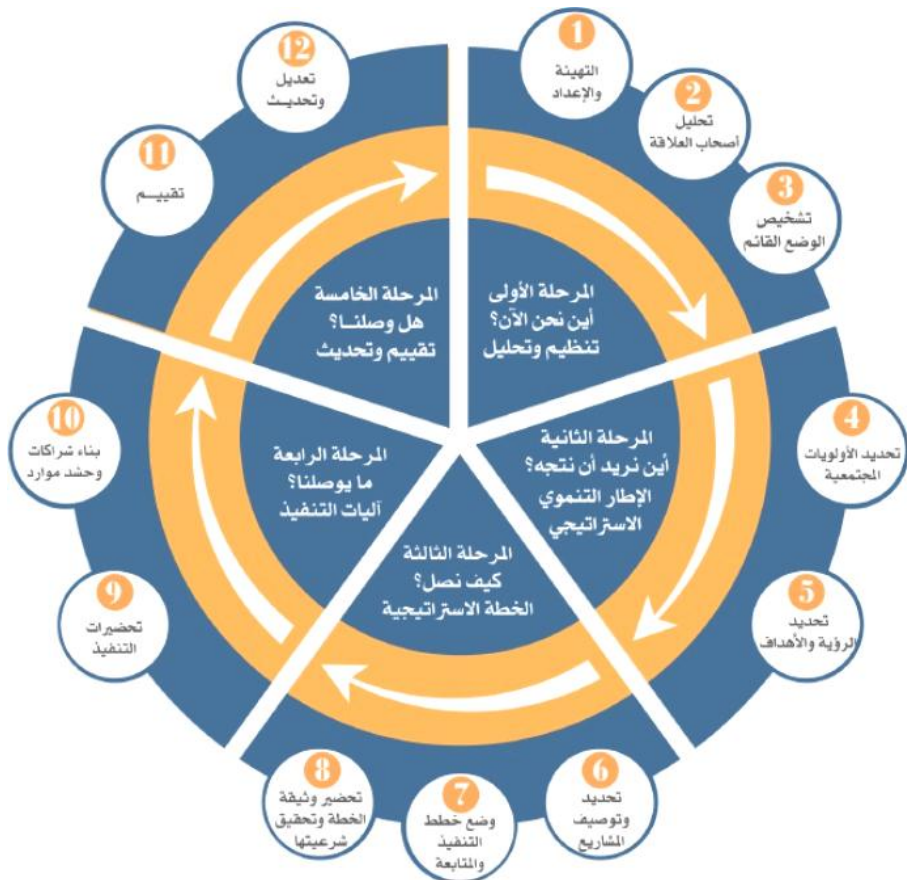 1
التهيئة
والإعداد
2
تحليل
أصحاب العلاقة
3
تشخيص
الوضع القائم
4
تحديد الأولويات
المجتمعية
5
تحديد
الرؤية والأهداف
6
تحديد
وتوصيف
المشاريع
7
وضع خطط
التنفيذ
والمتابعة
8
تحضير وثيقة
الخطة وتحقيق
شرعيتها
9
تحضيرات
التنفيذ
10
بناء شراكات
وحشد موارد
11
تقييــم
12
تعديل
وتحديــث
المرحلة الأولى
أين نحن الآن؟
تنظيم وتحليل
المرحلة الثانية
أين نريد أن نتجه؟
الإطار التنموي
الاستراتيجي
المرحلة الثالثة
كيف نصل؟
الخطة الاستراتيجية
المرحلة الرابعة
ما يوصلنا؟
آليات التنفيذ
المرحلة الخامسة
هل وصلنــا؟
تقييم وتحديث